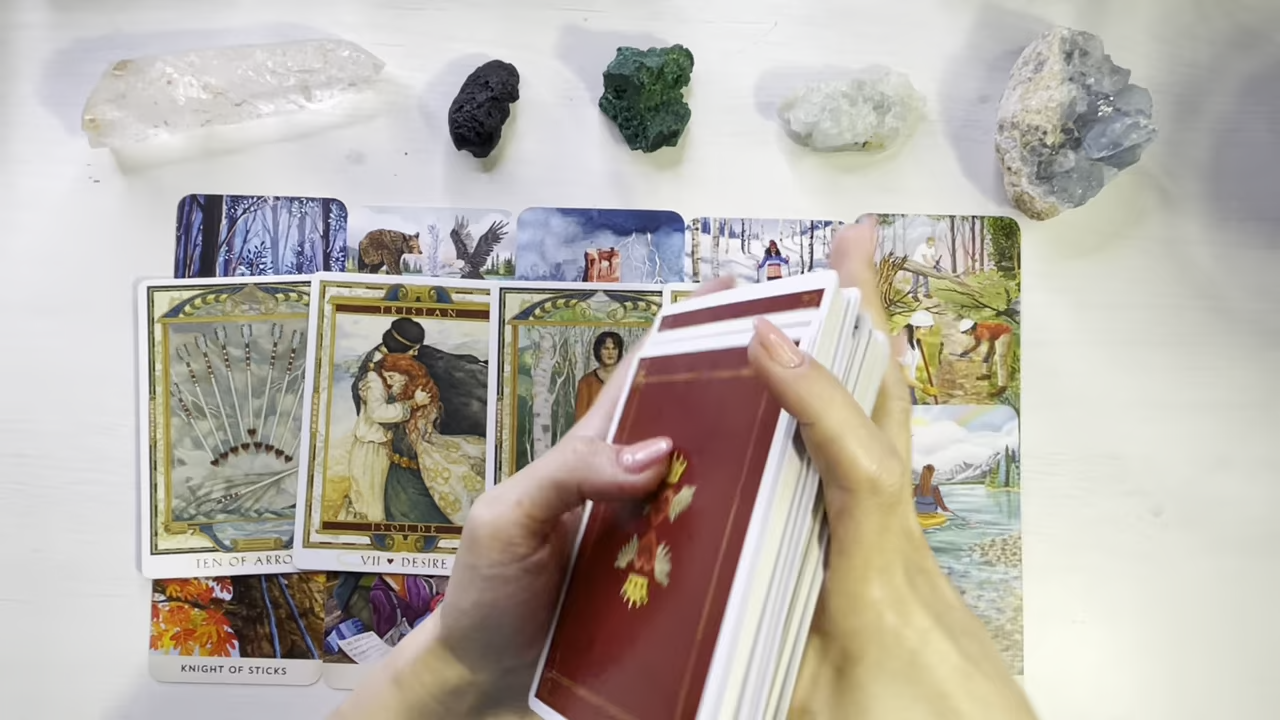 TRISTAN
ISOLDE
TEN OF ARRO
VII ♥ DESIRE
KNIGHT OF STICKS